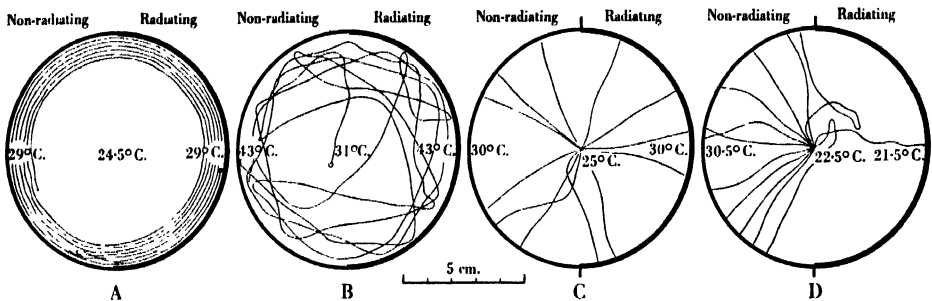 Non-radiating Radiating Non-radiating Radiating Non-radiating Radiating Non-radiating Radiating
29°C. 24·5°C. 29°C. 43°C. 31°C. 43°C. 30°C. 25°C. 30°C. 30·5°C. 22·5°C. 21·5°C.
5 cm.
A B C D